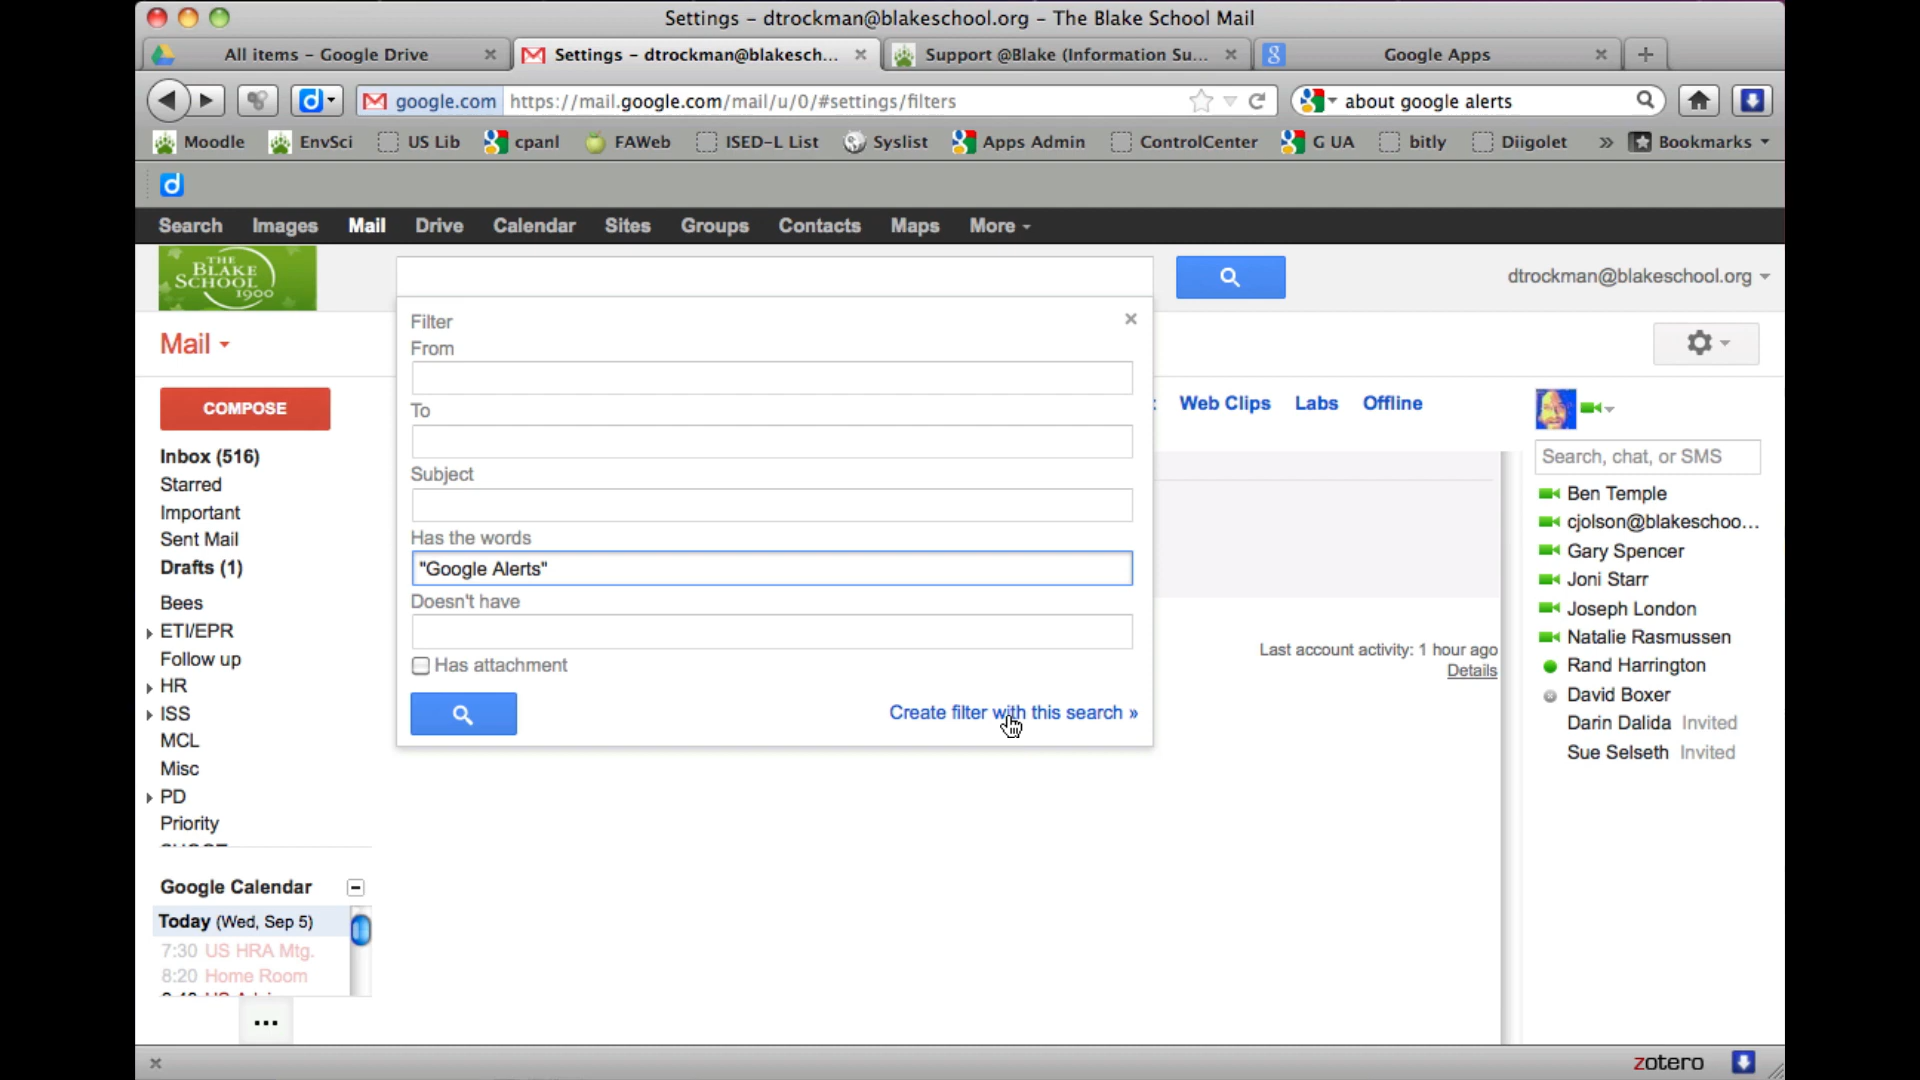 Settings – dtrockman@blakeschool.org – The Blake School Mail
All items – Google Drive
Settings – dtrockman@blakesch...
Support @Blake (Information Su...
Google Apps
google.com https://mail.google.com/mail/u/0/#settings/filters
about google alerts
Moodle EnvSci US Lib cpanl FAWeb ISED-L List Syslist Apps Admin ControlCenter G UA bitly Diigolet » Bookmarks
d
Search Images Mail Drive Calendar Sites Groups Contacts Maps More
THE
BLAKE
SCHOOL
1900
dtrockman@blakeschool.org
Mail
COMPOSE
Inbox (516)
Starred
Important
Sent Mail
Drafts (1)
Bees
ETI/EPR
Follow up
HR
ISS
MCL
Misc
PD
Priority
Google Calendar
Today (Wed, Sep 5)
7:30 US HRA Mtg.
8:20 Home Room
...
Filter
From
To
Subject
Has the words
"Google Alerts"
Doesn't have
Has attachment
Create filter with this search »
Web Clips Labs Offline
Last account activity: 1 hour ago
Details
Search, chat, or SMS
Ben Temple
cjolson@blakeschoo...
Gary Spencer
Joni Starr
Joseph London
Natalie Rasmussen
Rand Harrington
David Boxer
Darin Dalida Invited
Sue Selseth Invited
zotero